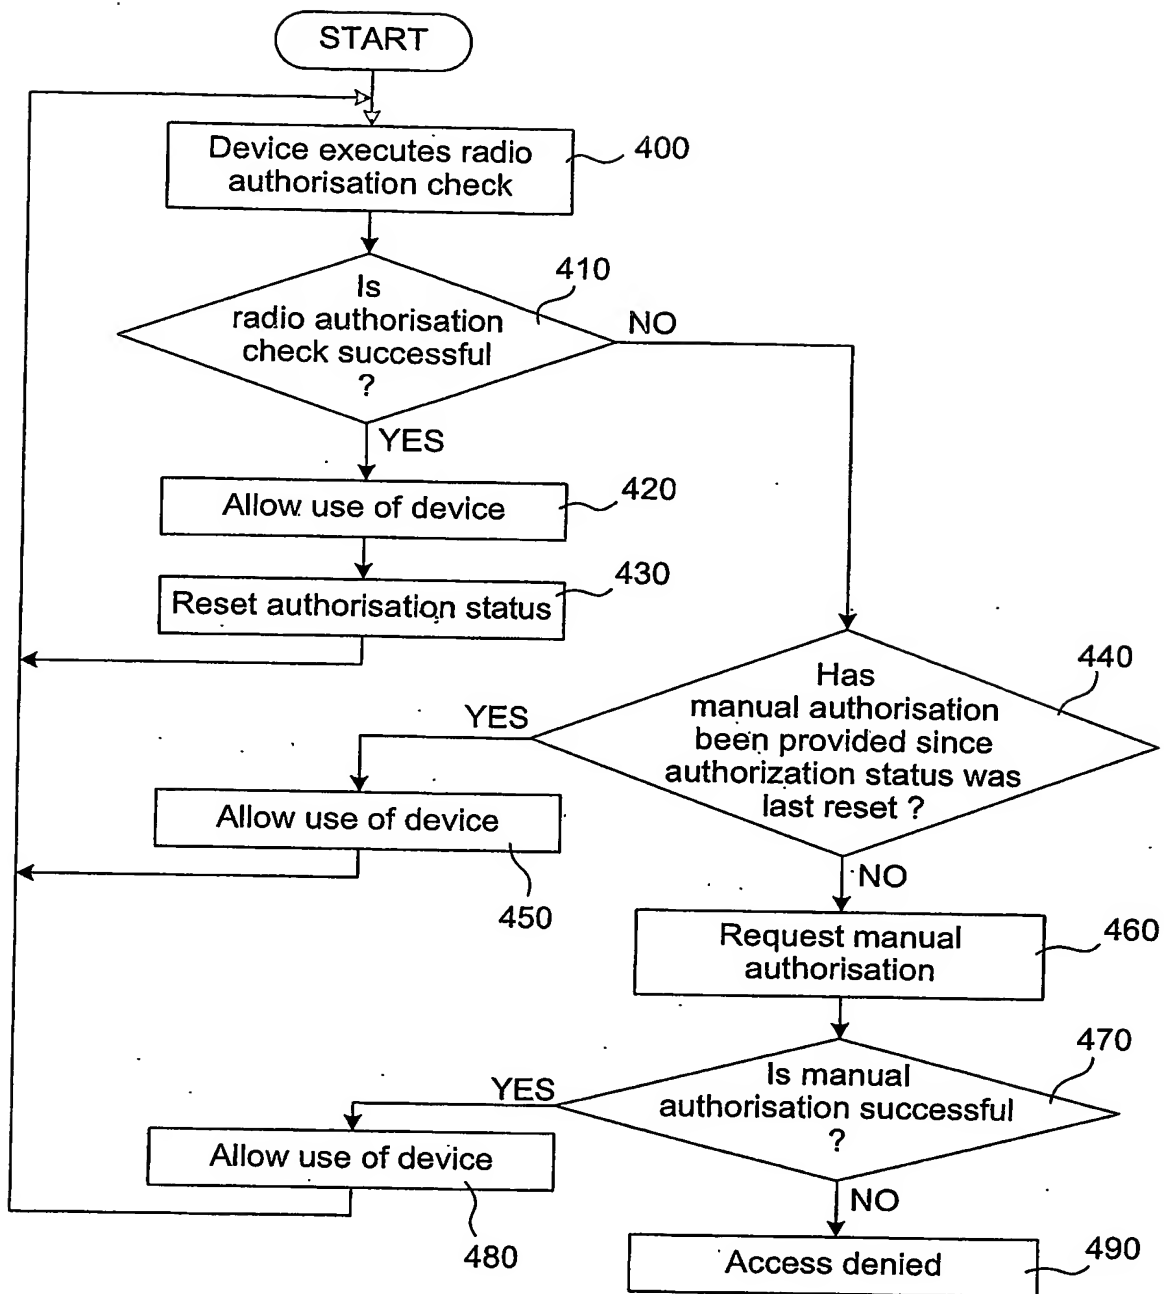 START
Device executes radio
authorisation check
400
Is
radio authorisation
check successful
?
410
NO
YES
Allow use of device
420
Reset authorisation status
430
Has
manual authorisation
been provided since
authorization status was
last reset ?
440
YES
Allow use of device
450
NO
Request manual
authorisation
460
Is manual
authorisation successful
?
470
YES
Allow use of device
480
NO
Access denied
490